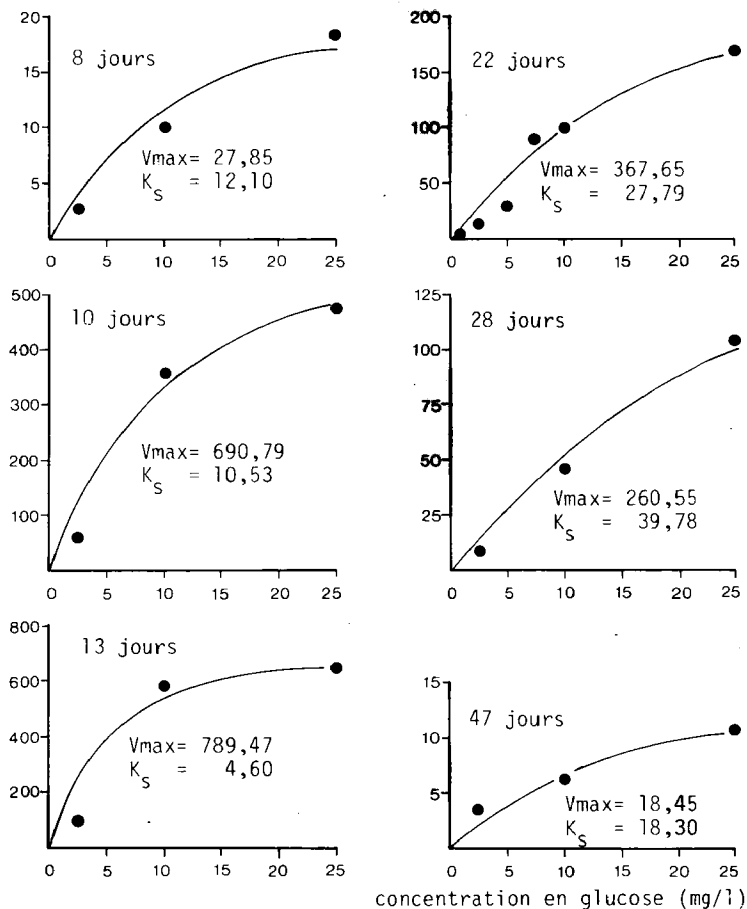 20
15
10
5
8 jours
Vmax= 27,85
Ks = 12,10
0 5 10 15 20 25
200
150
100
50
22 jours
Vmax= 367,65
Ks = 27,79
0 5 10 15 20 25
500
400
300
200
100
10 jours
Vmax= 690,79
Ks = 10,53
0 5 10 15 20 25
125
100
75
50
25
28 jours
Vmax= 260,55
Ks = 39,78
0 5 10 15 20 25
800
600
400
200
13 jours
Vmax= 789,47
Ks = 4,60
0 5 10 15 20 25
15
10
5
47 jours
Vmax= 18,45
Ks = 18,30
0 5 10 15 20 25
concentration en glucose (mg/l)